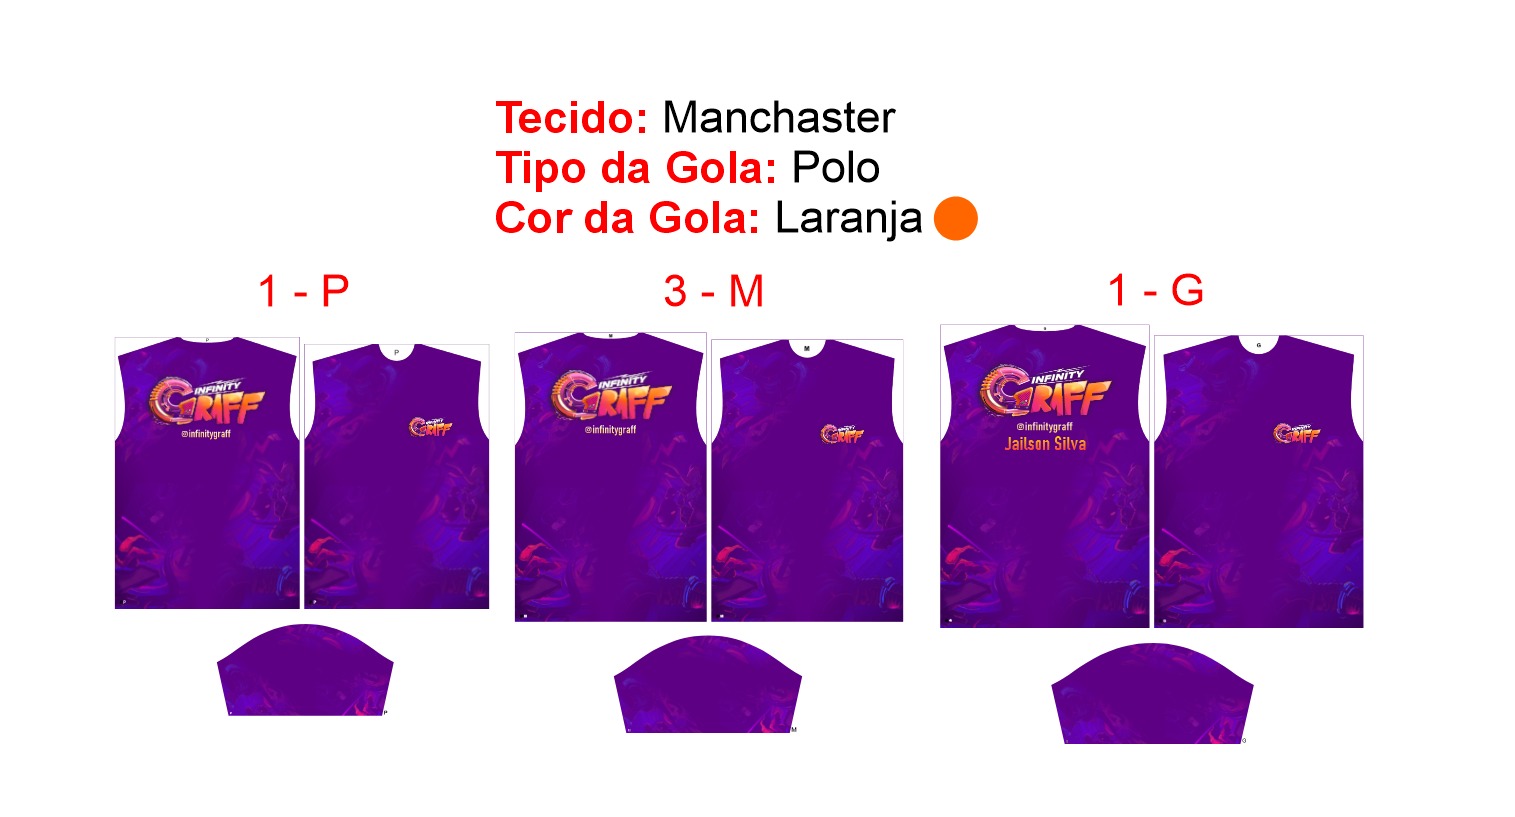 Tecido: Manchaster
Tipo da Gola: Polo
Cor da Gola: Laranja
1 - P
3 - M
1 - G
P
INFINITY
GRAFF
@infinitygraff
P
P
INFINITY
GRAFF
P
M
INFINITY
GRAFF
@infinitygraff
M
M
INFINITY
GRAFF
M
INFINITY
GRAFF
@infinitygraff
Jailson Silva
G
INFINITY
GRAFF
P
M
G